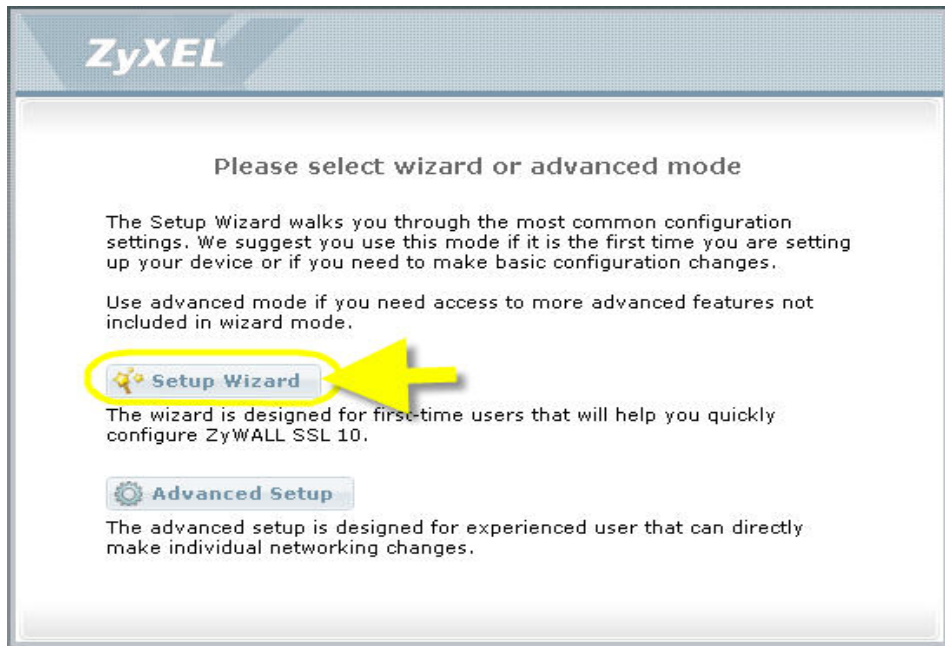 ZyXEL
Please select wizard or advanced mode
The Setup Wizard walks you through the most common configuration
settings. We suggest you use this mode if it is the first time you are setting
up your device or if you need to make basic configuration changes.
Use advanced mode if you need access to more advanced features not
included in wizard mode.
Setup Wizard
The wizard is designed for first-time users that will help you quickly
configure ZyWALL SSL 10.
Advanced Setup
The advanced setup is designed for experienced user that can directly
make individual networking changes.